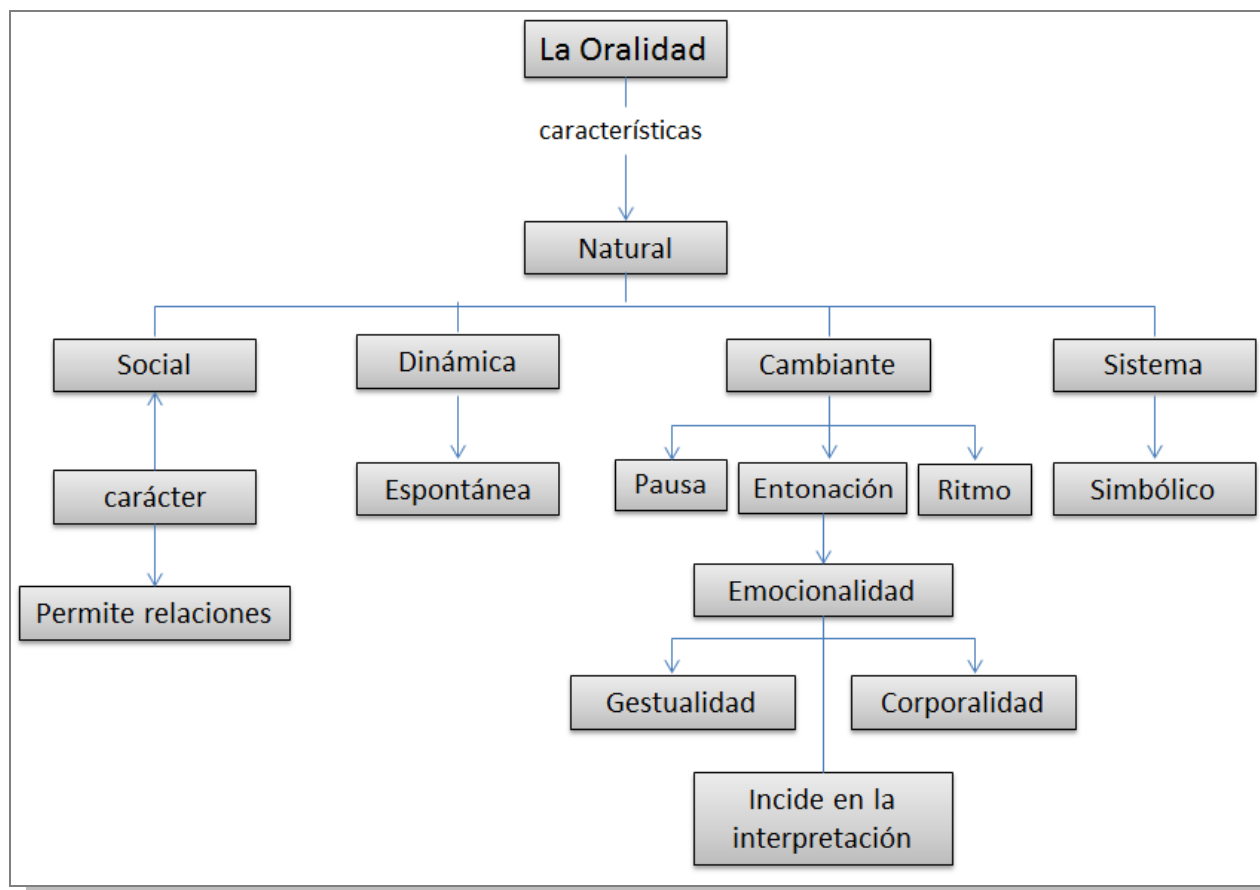 La Oralidad
características
Natural
Social
Dinámica
Cambiante
Sistema
carácter
Espontánea
Pausa
Entonación
Ritmo
Simbólico
Permite relaciones
Emocionalidad
Gestualidad
Corporalidad
Incide en la
interpretación